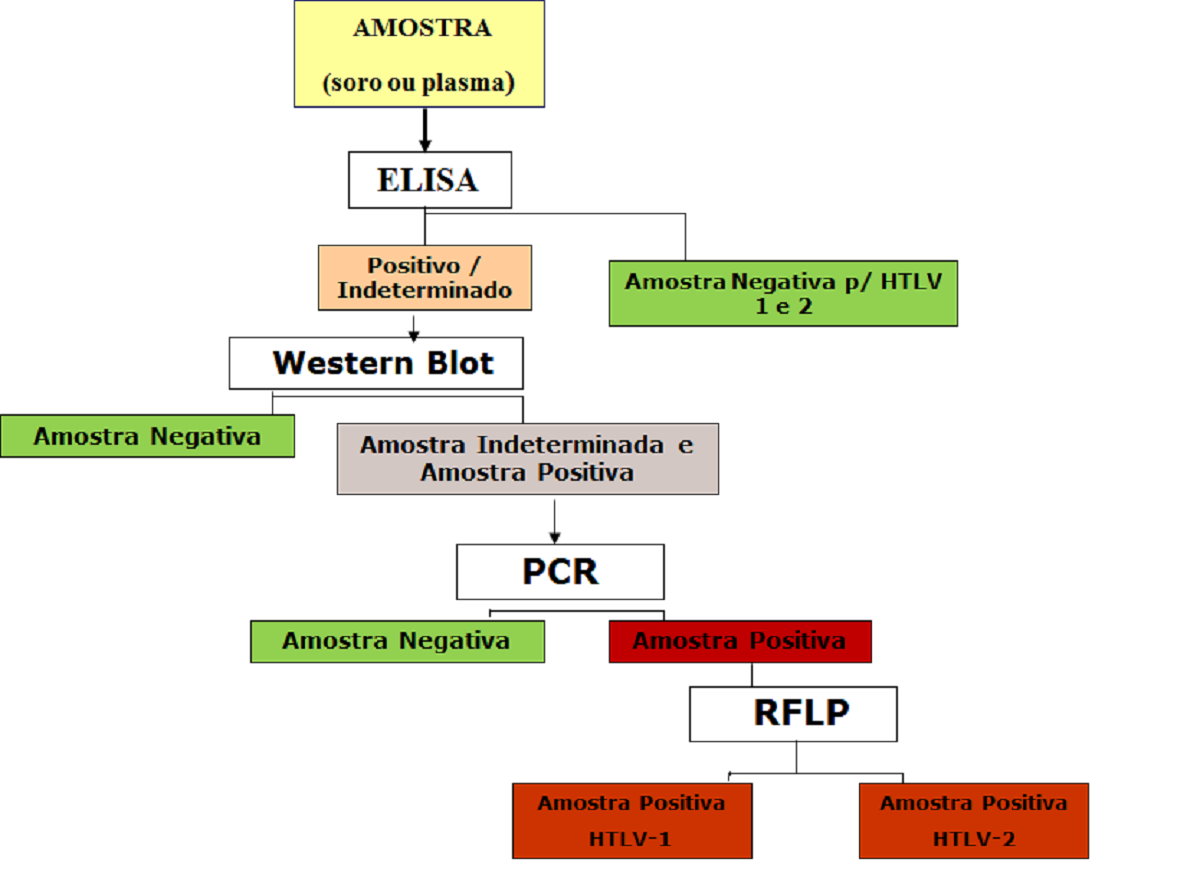 AMOSTRA
(soro ou plasma)
ELISA
Positivo /
Indeterminado
Amostra Negativa p/ HTLV
1 e 2
Western Blot
Amostra Negativa
Amostra Indeterminada e
Amostra Positiva
PCR
Amostra Negativa
Amostra Positiva
RFLP
Amostra Positiva
HTLV-1
Amostra Positiva
HTLV-2